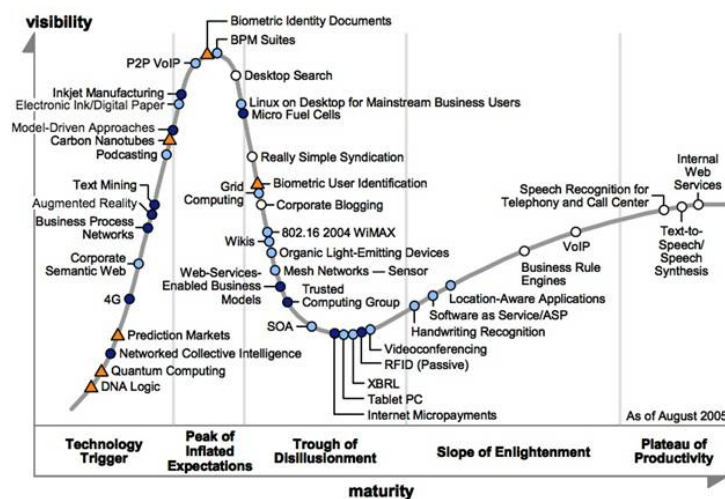 visibility
Biometric Identity Documents
BPM Suites
P2P VoIP
Desktop Search
Inkjet Manufacturing
Electronic Ink/Digital Paper
Linux on Desktop for Mainstream Business Users
Micro Fuel Cells
Model-Driven Approaches
Carbon Nanotubes
Podcasting
Really Simple Syndication
Text Mining
Augmented Reality
Business Process
Networks
Grid
Computing
Biometric User Identification
Corporate Blogging
Internal
Web
Services
Speech Recognition for
Telephony and Call Center
Text-to-
Speech/
Speech
Synthesis
Wikis
802.16 2004 WiMAX
Organic Light-Emitting Devices
Mesh Networks — Sensor
VoIP
Business Rule
Engines
Corporate
Semantic Web
Web-Services-
Enabled Business
Models
Trusted
Computing Group
Location-Aware Applications
Software as Service/ASP
Handwriting Recognition
4G
SOA
Prediction Markets
Networked Collective Intelligence
Quantum Computing
DNA Logic
Videoconferencing
RFID (Passive)
XBRL
Tablet PC
Internet Micropayments
As of August 2005
Technology
Trigger
Peak of
Inflated
Expectations
Trough of
Disillusionment
Slope of Enlightenment
Plateau of
Productivity
maturity